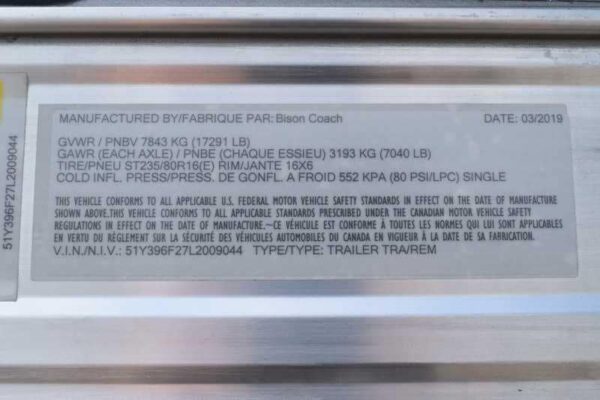 MANUFACTURED BY/FABRIQUE PAR: Bison Coach DATE: 03/2019
GVWR / PNBV 7843 KG (17291 LB)
GAWR (EACH AXLE) / PNBE (CHAQUE ESSIEU) 3193 KG (7040 LB)
TIRE/PNEU ST235/80R16(E) RIM/JANTE 16X6
COLD INFL. PRESS/PRESS. DE GONFL. A FROID 552 KPA (80 PSI/LPC) SINGLE
THIS VEHICLE CONFORMS TO ALL APPLICABLE U.S. FEDERAL MOTOR VEHICLE SAFETY STANDARDS IN EFFECT ON THE DATE OF MANUFACTURE
SHOWN ABOVE.~THIS VEHICLE CONFORMS TO ALL APPLICABLE STANDARDS PRESCRIBED UNDER THE CANADIAN MOTOR VEHICLE SAFETY
REGULATIONS IN EFFECT ON THE DATE OF MANUFACTURE.~CE VÉHICULE EST CONFORME À TOUTES LES NORMES QUI LUI SONT APPLICABLES
EN VERTU DU RÈGLEMENT SUR LA SÉCURITÉ DES VÉHICULES AUTOMOBILES DU CANADA EN VIGUEUR À LA DATE DE SA FABRICATION.
V.I.N./N.I.V.: 51Y396F27L2009044 TYPE/TYPE: TRAILER TRA/REM
51Y396F27L2009044